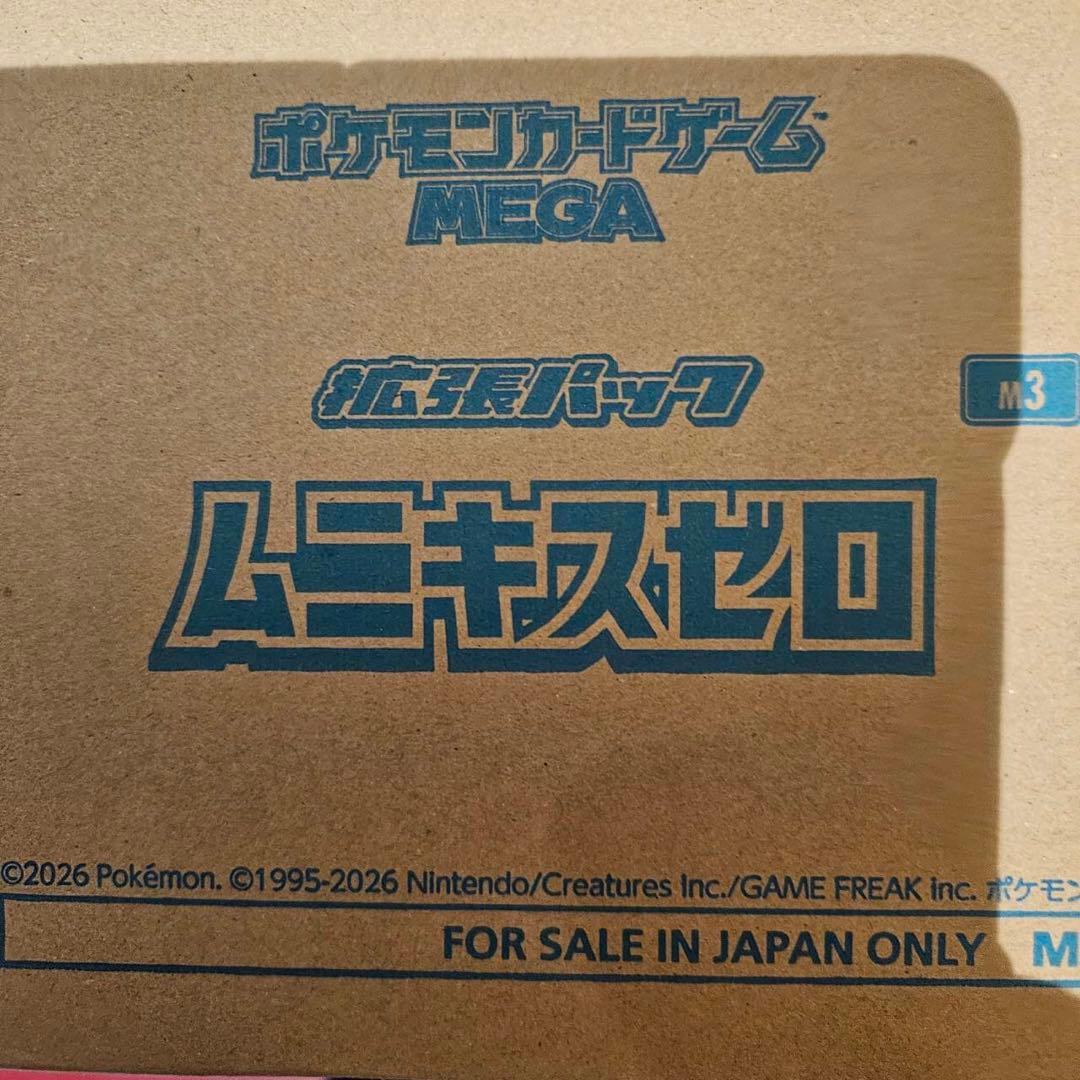 ポケモンカードゲーム™
MEGA
拡張パック
M3
ムニキスゼロ
©2026 Pokémon. ©1995-2026 Nintendo/Creatures Inc./GAME FREAK inc. ポケモン
FOR SALE IN JAPAN ONLY M